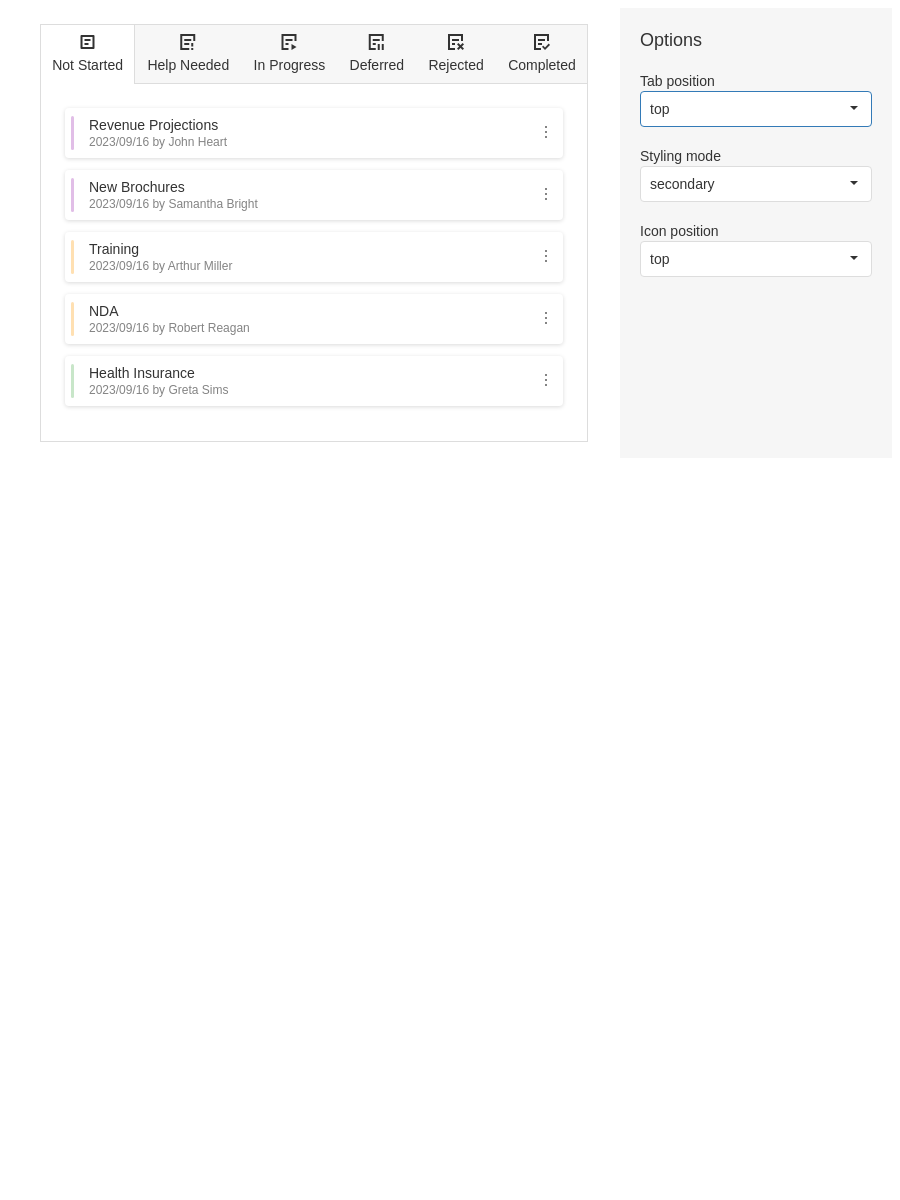 Not Started
Help Needed
In Progress
Deferred
Rejected
Completed
Revenue Projections
2023/09/16 by John Heart
New Brochures
2023/09/16 by Samantha Bright
Training
2023/09/16 by Arthur Miller
NDA
2023/09/16 by Robert Reagan
Health Insurance
2023/09/16 by Greta Sims
Options
Tab position
top
Styling mode
secondary
Icon position
top